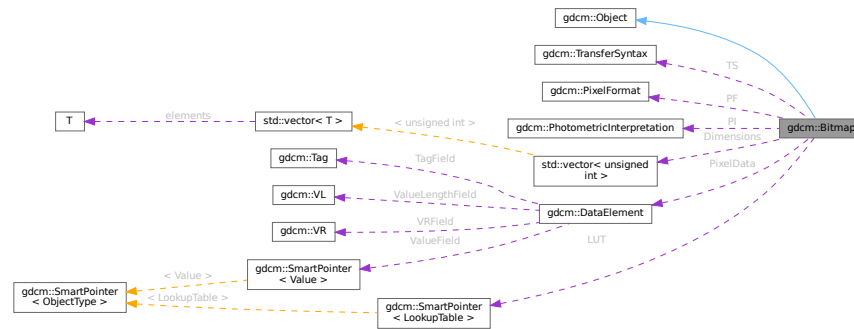 gdcm::Object
gdcm::TransferSyntax
TS
gdcm::PixelFormat
PF
T
elements
std::vector< T >
< unsigned int >
gdcm::PhotometricInterpretation
PI
gdcm::Bitmap
Dimensions
gdcm::Tag
TagField
std::vector< unsigned
int >
PixelData
gdcm::VL
ValueLengthField
gdcm::DataElement
gdcm::VR
VRField
ValueField
LUT
gdcm::SmartPointer
< Value >
< Value >
gdcm::SmartPointer
< ObjectType >
< LookupTable >
gdcm::SmartPointer
< LookupTable >